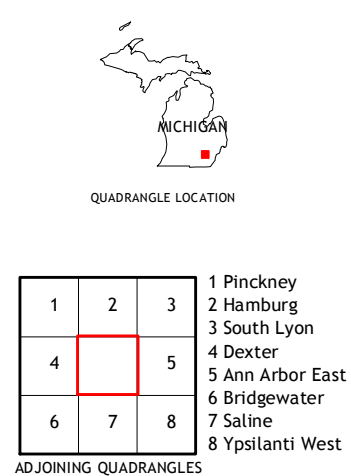 MICHIGAN
QUADRANGLE LOCATION
1 2 3
4 5
6 7 8
1 Pinckney
2 Hamburg
3 South Lyon
4 Dexter
5 Ann Arbor East
6 Bridgewater
7 Saline
8 Ypsilanti West
ADJOINING QUADRANGLES